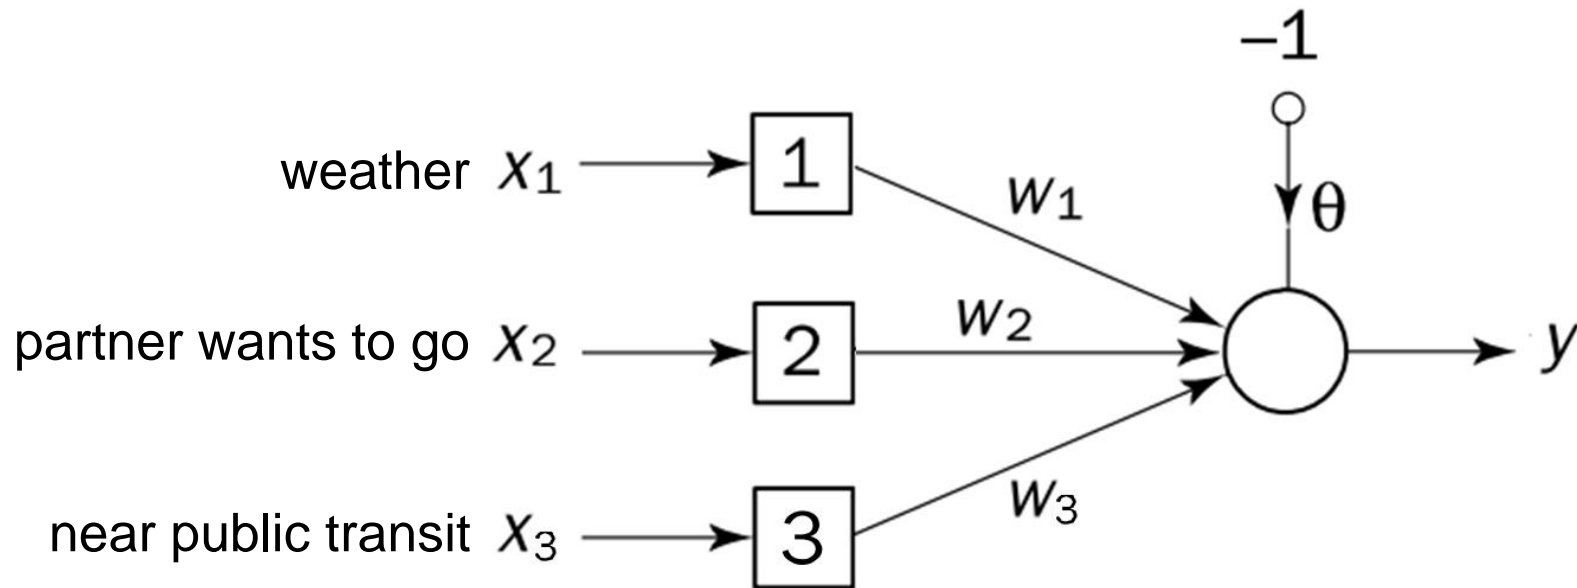 −1
weather x₁ 1 w₁ θ
partner wants to go x₂ 2 w₂ y
near public transit x₃ 3 w₃